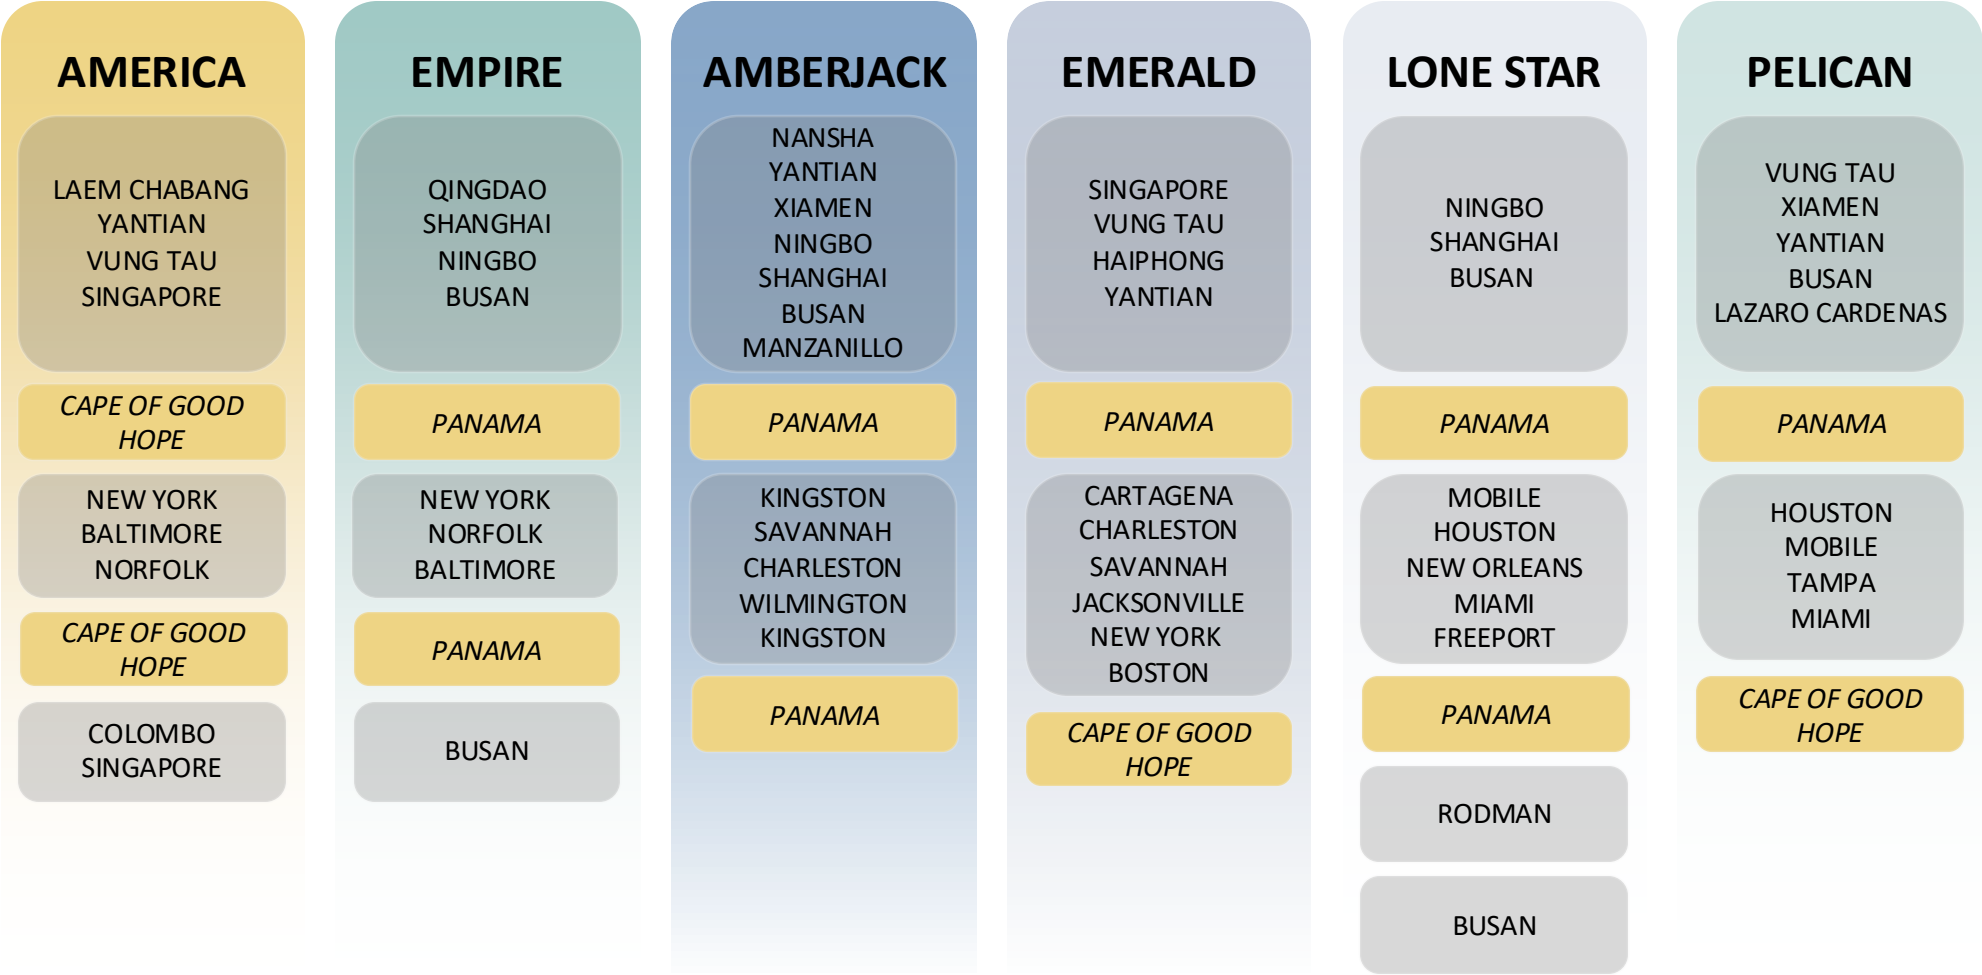 AMERICA
LAEM CHABANG
YANTIAN
VUNG TAU
SINGAPORE
CAPE OF GOOD
HOPE
NEW YORK
BALTIMORE
NORFOLK
CAPE OF GOOD
HOPE
COLOMBO
SINGAPORE
EMPIRE
QINGDAO
SHANGHAI
NINGBO
BUSAN
PANAMA
NEW YORK
NORFOLK
BALTIMORE
PANAMA
BUSAN
AMBERJACK
NANSHA
YANTIAN
XIAMEN
NINGBO
SHANGHAI
BUSAN
MANZANILLO
PANAMA
KINGSTON
SAVANNAH
CHARLESTON
WILMINGTON
KINGSTON
PANAMA
EMERALD
SINGAPORE
VUNG TAU
HAIPHONG
YANTIAN
PANAMA
CARTAGENA
CHARLESTON
SAVANNAH
JACKSONVILLE
NEW YORK
BOSTON
CAPE OF GOOD
HOPE
LONE STAR
NINGBO
SHANGHAI
BUSAN
PANAMA
MOBILE
HOUSTON
NEW ORLEANS
MIAMI
FREEPORT
PANAMA
RODMAN
BUSAN
PELICAN
VUNG TAU
XIAMEN
YANTIAN
BUSAN
LAZARO CARDENAS
PANAMA
HOUSTON
MOBILE
TAMPA
MIAMI
CAPE OF GOOD
HOPE